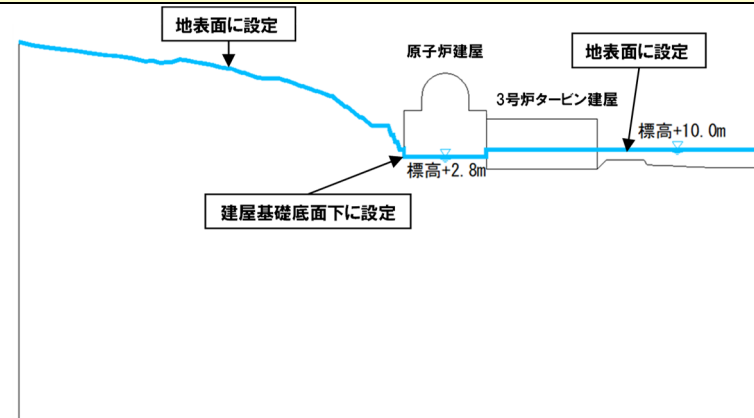 地表面に設定
原子炉建屋
地表面に設定
3号炉タービン建屋
標高+10.0m
標高+2.8m
建屋基礎底面下に設定